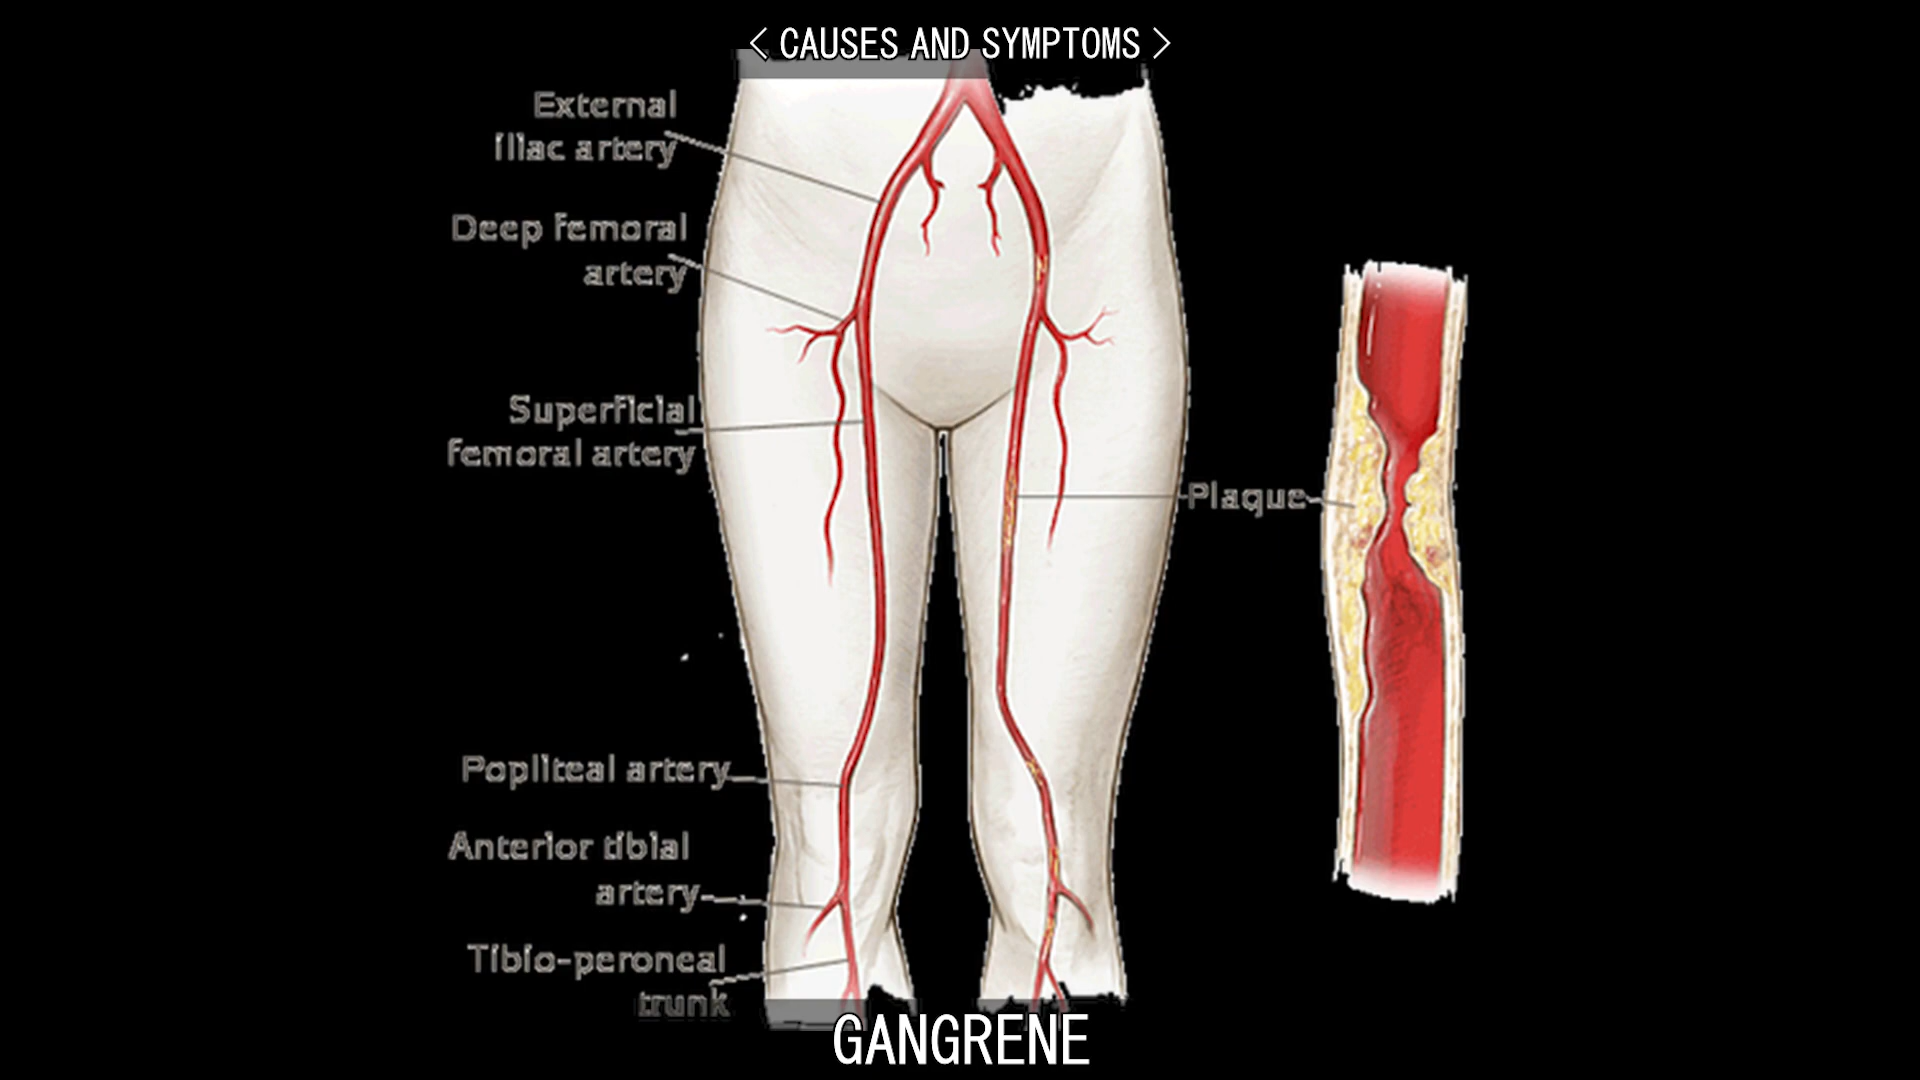 < CAUSES AND SYMPTOMS >
External
iliac artery
Deep femoral
artery
Superficial
femoral artery
Plaque
Popliteal artery
Anterior tibial
artery
Tibio-peroneal
trunk
GANGRENE